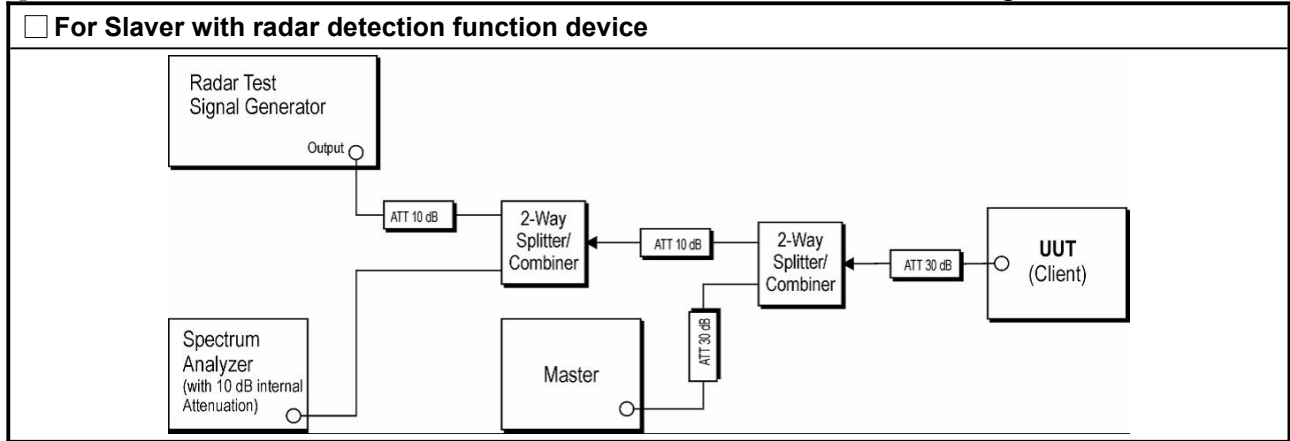 ☐ For Slaver with radar detection function device
Radar Test
Signal Generator
Output
ATT 10 dB
2-Way
Splitter/
Combiner
ATT 10 dB
2-Way
Splitter/
Combiner
ATT 30 dB
UUT
(Client)
ATT 30 dB
Spectrum
Analyzer
(with 10 dB internal
Attenuation)
Master